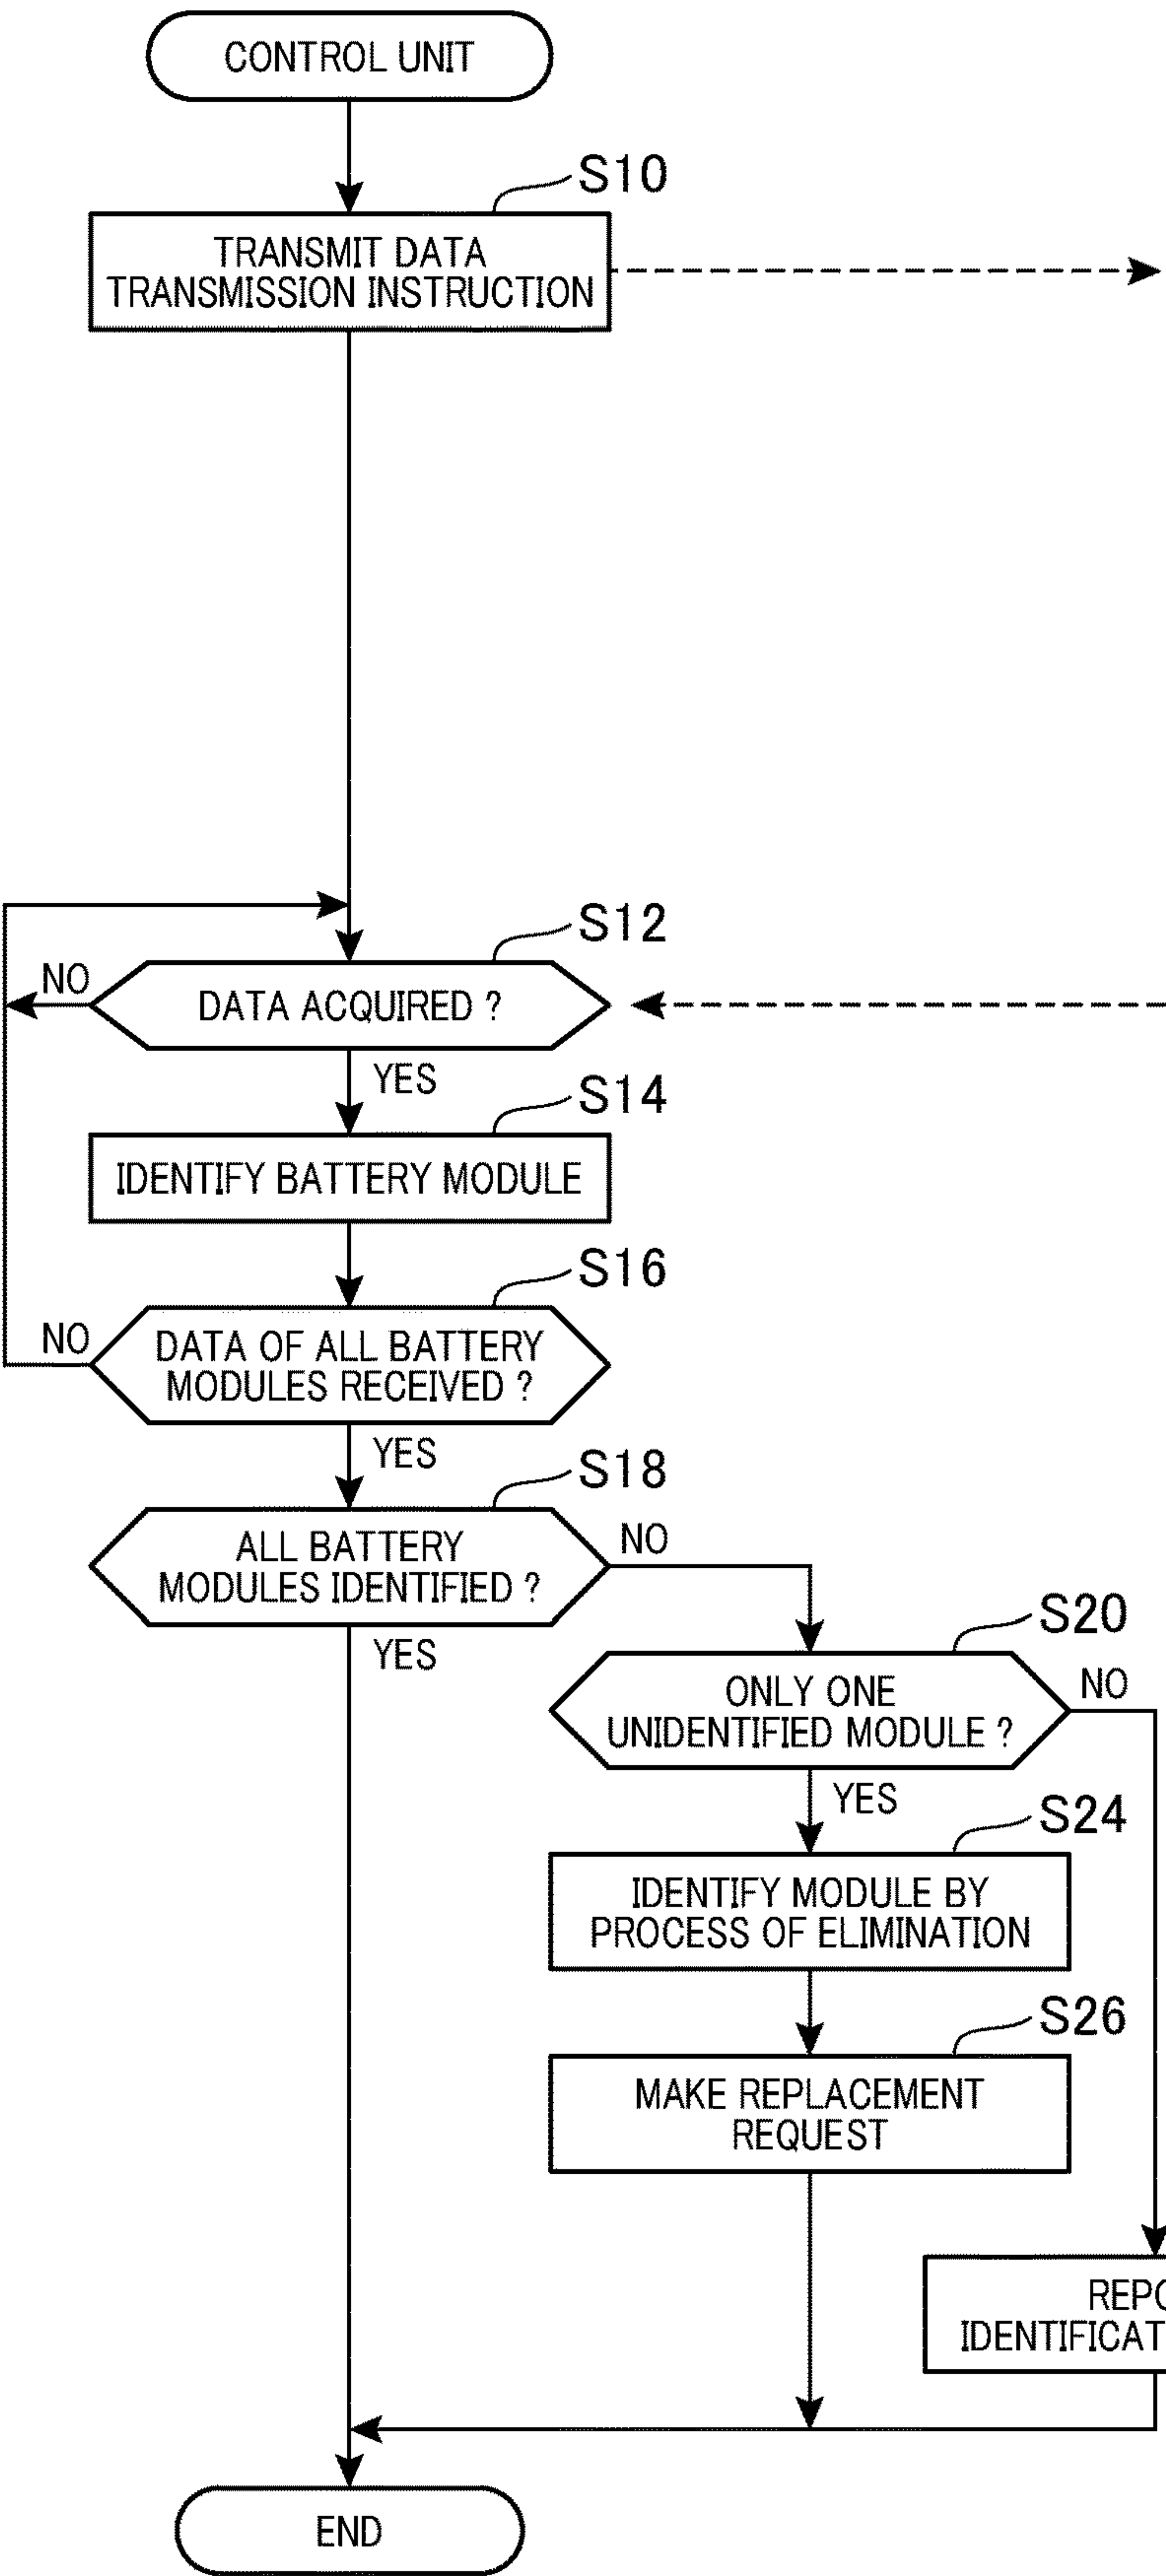 CONTROL UNIT
S10
TRANSMIT DATA
TRANSMISSION INSTRUCTION
S12
NO
DATA ACQUIRED ?
YES
S14
IDENTIFY BATTERY MODULE
S16
NO
DATA OF ALL BATTERY
MODULES RECEIVED ?
YES
S18
ALL BATTERY
MODULES IDENTIFIED ?
NO
YES
S20
ONLY ONE
UNIDENTIFIED MODULE ?
NO
YES
S24
IDENTIFY MODULE BY
PROCESS OF ELIMINATION
S26
MAKE REPLACEMENT
REQUEST
END